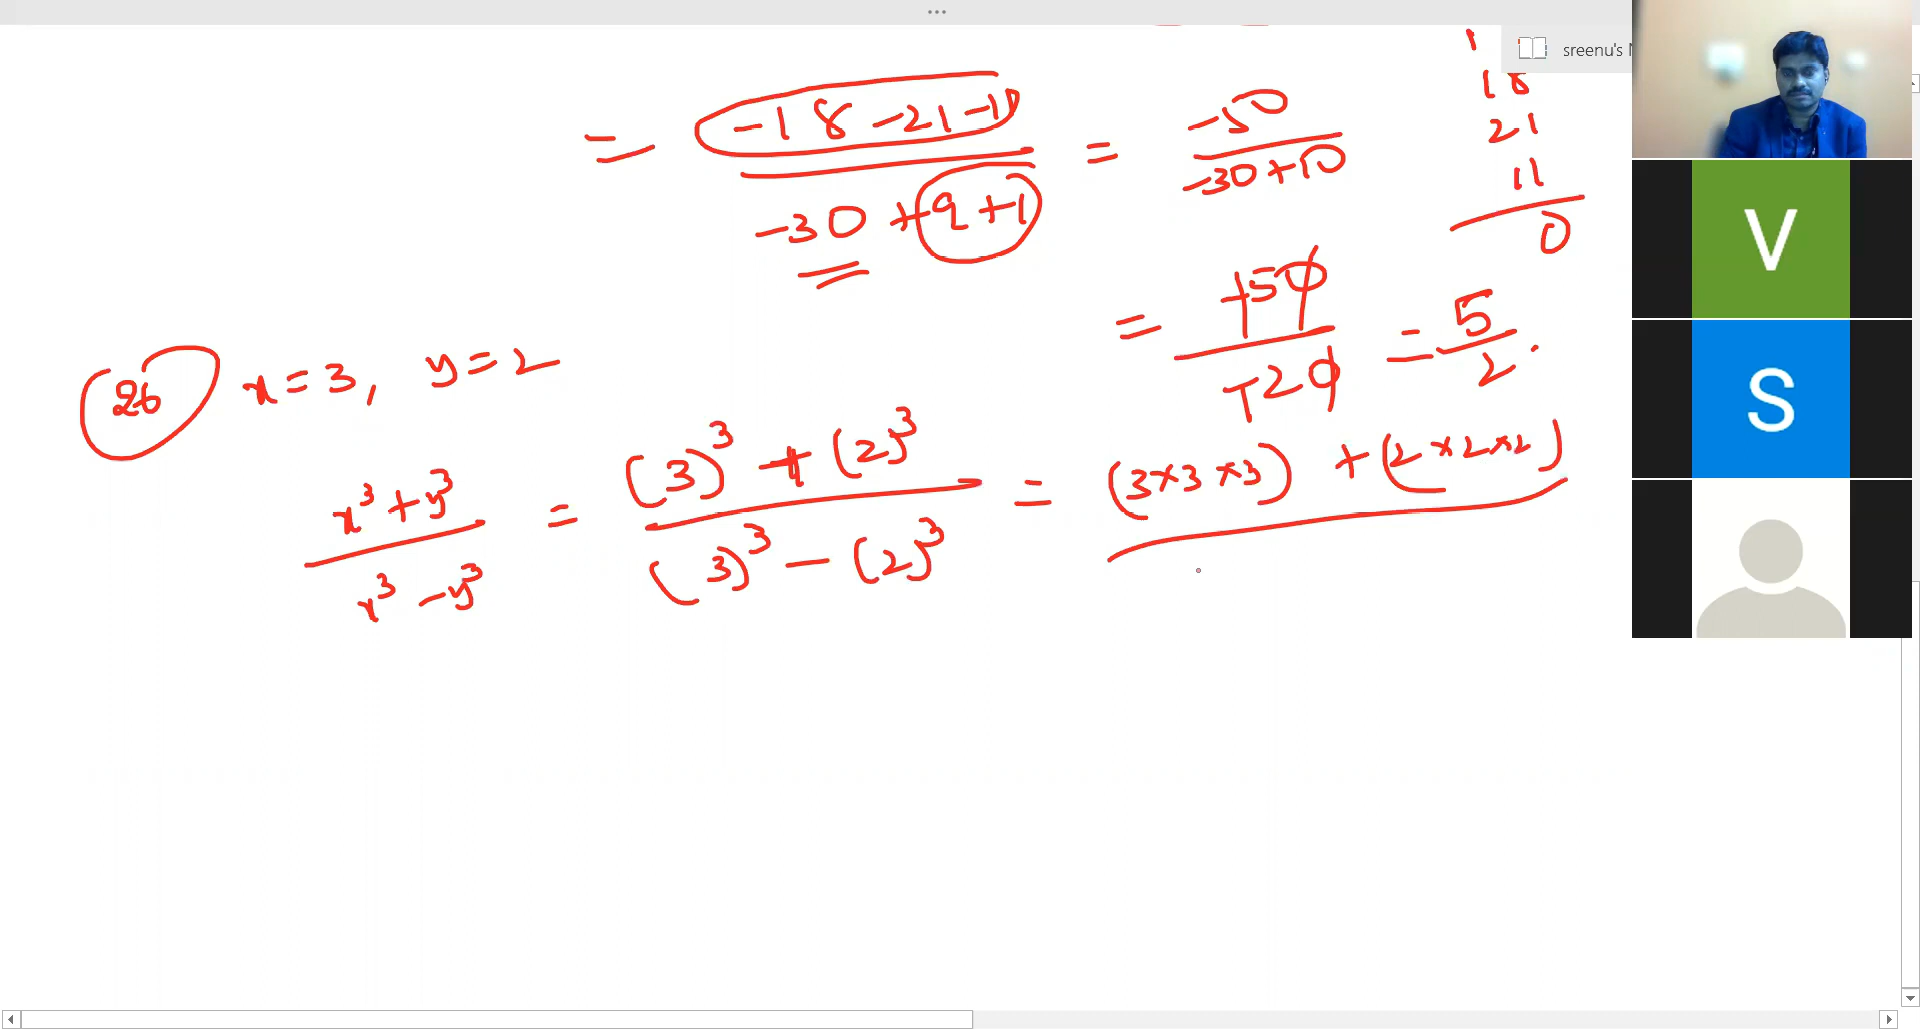 ...
sreenu's
= (-18-21-11)/(-30+9+1) = -50/(-30+10)
18
21
11
0
= +50/+20 = 5/2.
26 x=3, y=2
(x³+y³)/(x³-y³) = ((3)³+(2)³)/((3)³-(2)³) = (3×3×3)+(2×2×2)
V
S